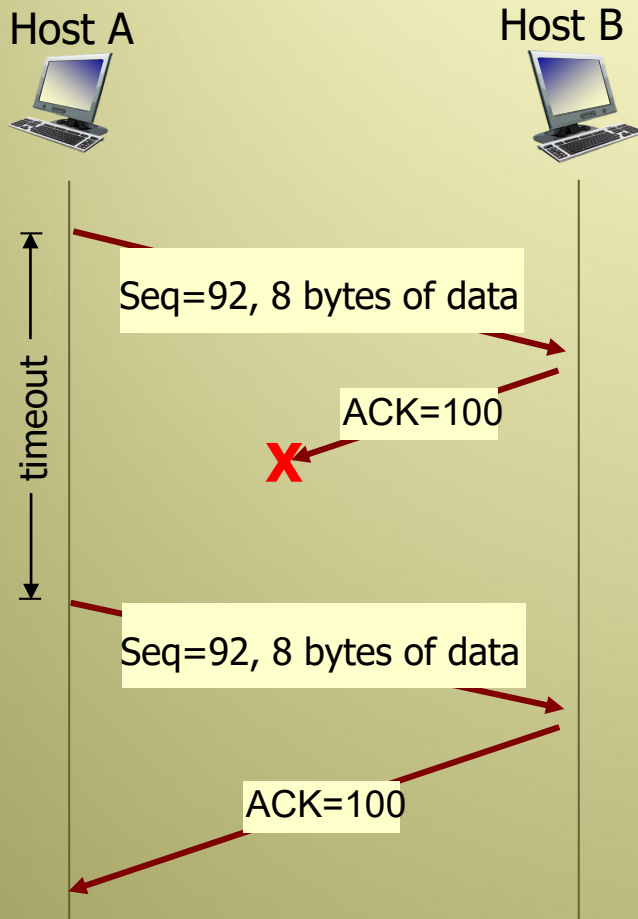 Host A
Host B
Seq=92, 8 bytes of data
ACK=100
timeout
X
Seq=92, 8 bytes of data
ACK=100